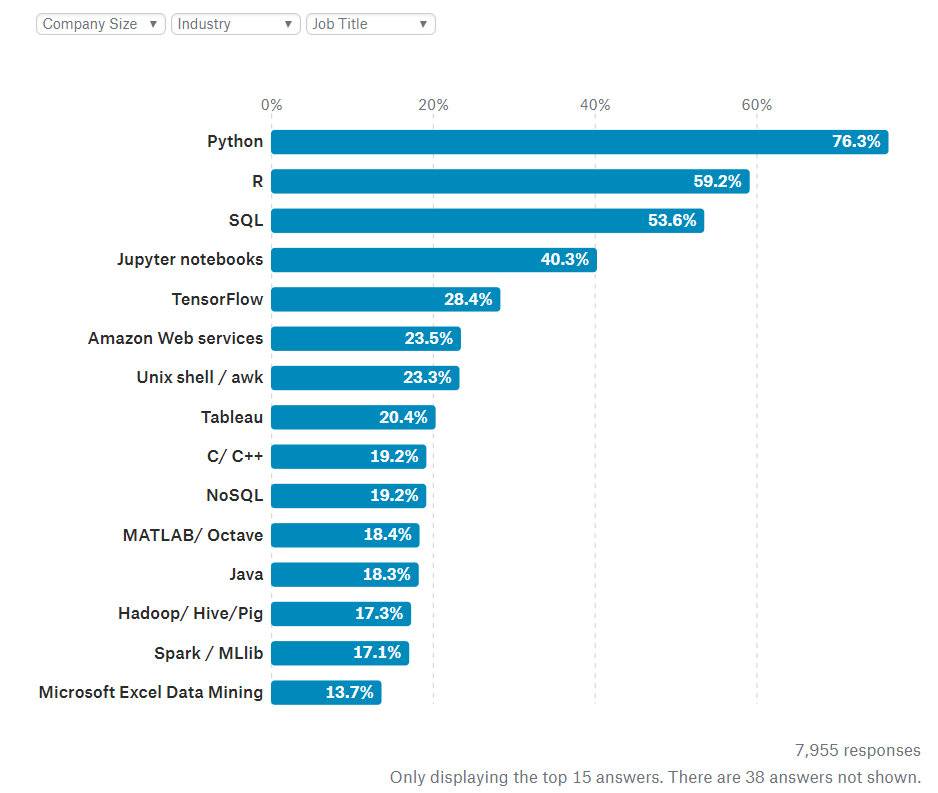 Company Size ▼ Industry ▼ Job Title ▼
0% 20% 40% 60%
Python 76.3%
R 59.2%
SQL 53.6%
Jupyter notebooks 40.3%
TensorFlow 28.4%
Amazon Web services 23.5%
Unix shell / awk 23.3%
Tableau 20.4%
C/ C++ 19.2%
NoSQL 19.2%
MATLAB/ Octave 18.4%
Java 18.3%
Hadoop/ Hive/Pig 17.3%
Spark / MLlib 17.1%
Microsoft Excel Data Mining 13.7%
7,955 responses
Only displaying the top 15 answers. There are 38 answers not shown.